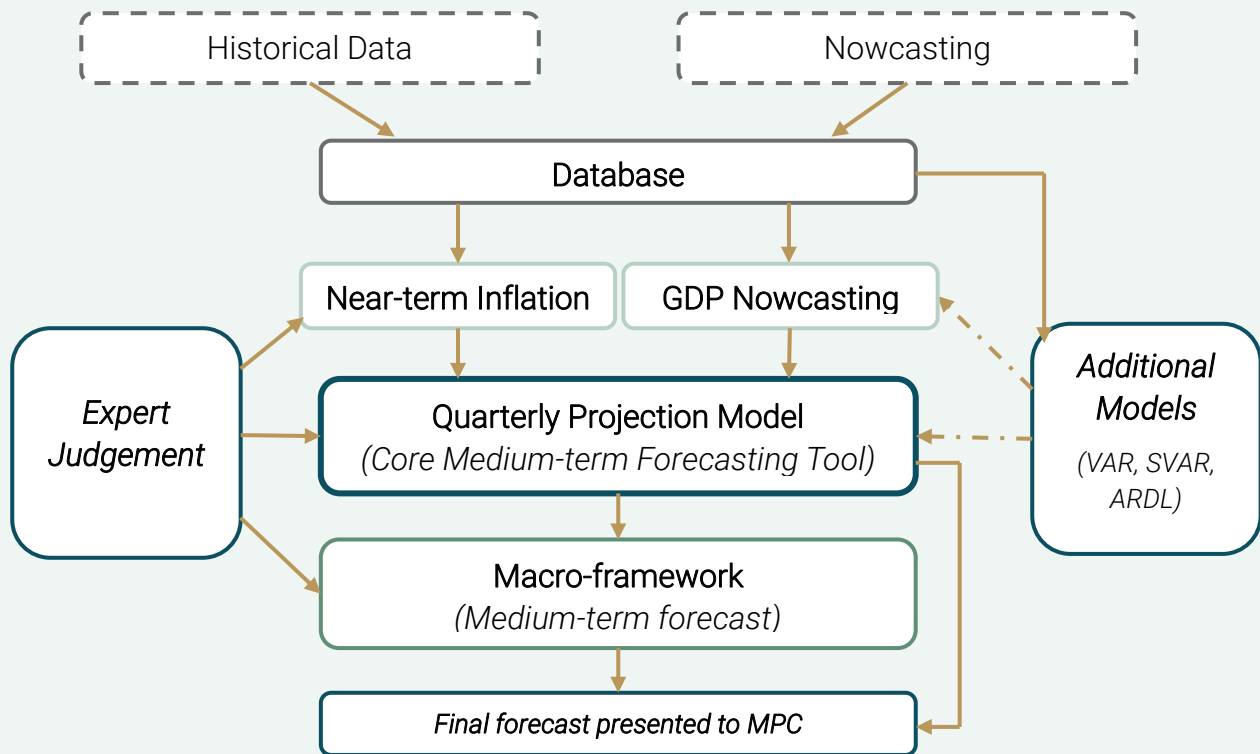 Historical Data
Nowcasting
Database
Near-term Inflation
GDP Nowcasting
Expert
Judgement
Quarterly Projection Model
(Core Medium-term Forecasting Tool)
Additional
Models
(VAR, SVAR,
ARDL)
Macro-framework
(Medium-term forecast)
Final forecast presented to MPC